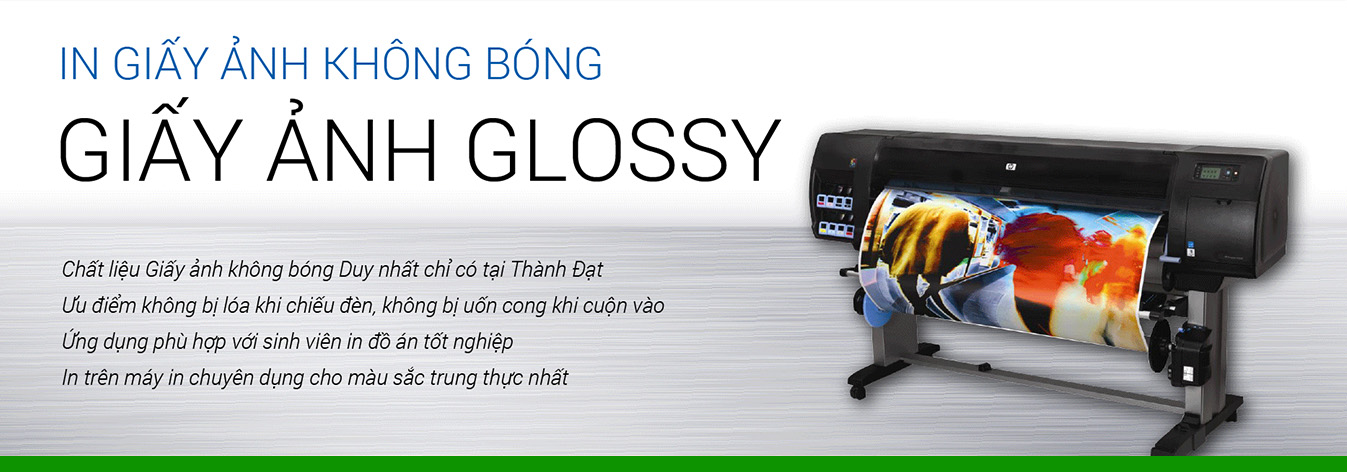 IN GIẤY ẢNH KHÔNG BÓNG
GIẤY ẢNH GLOSSY
Chất liệu Giấy ảnh không bóng Duy nhất chỉ có tại Thành Đạt
Ưu điểm không bị lóa khi chiếu đèn, không bị uốn cong khi cuộn vào
Ứng dụng phù hợp với sinh viên in đồ án tốt nghiệp
In trên máy in chuyên dụng cho màu sắc trung thực nhất
hp